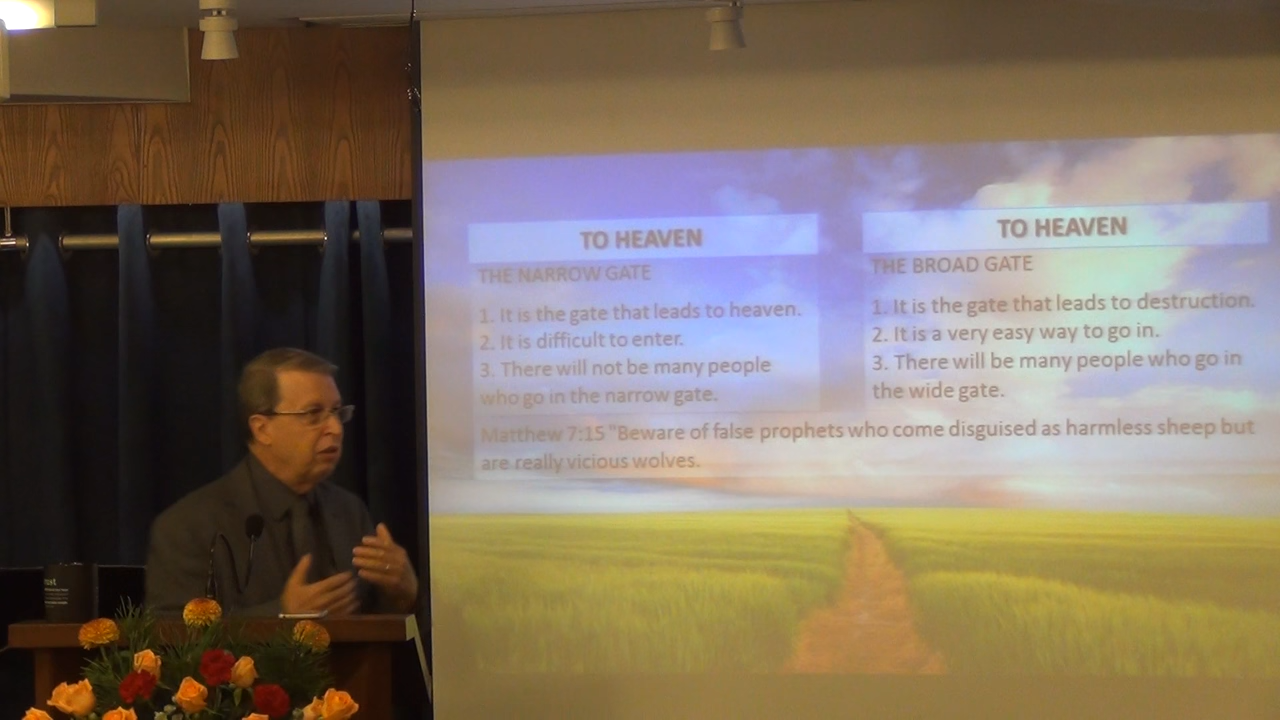 TO HEAVEN
THE NARROW GATE
1. It is the gate that leads to heaven.
2. It is difficult to enter.
3. There will not be many people
who go in the narrow gate.
TO HEAVEN
THE BROAD GATE
1. It is the gate that leads to destruction.
2. It is a very easy way to go in.
3. There will be many people who go in
the wide gate.
Matthew 7:15 "Beware of false prophets who come disguised as harmless sheep but
are really vicious wolves.